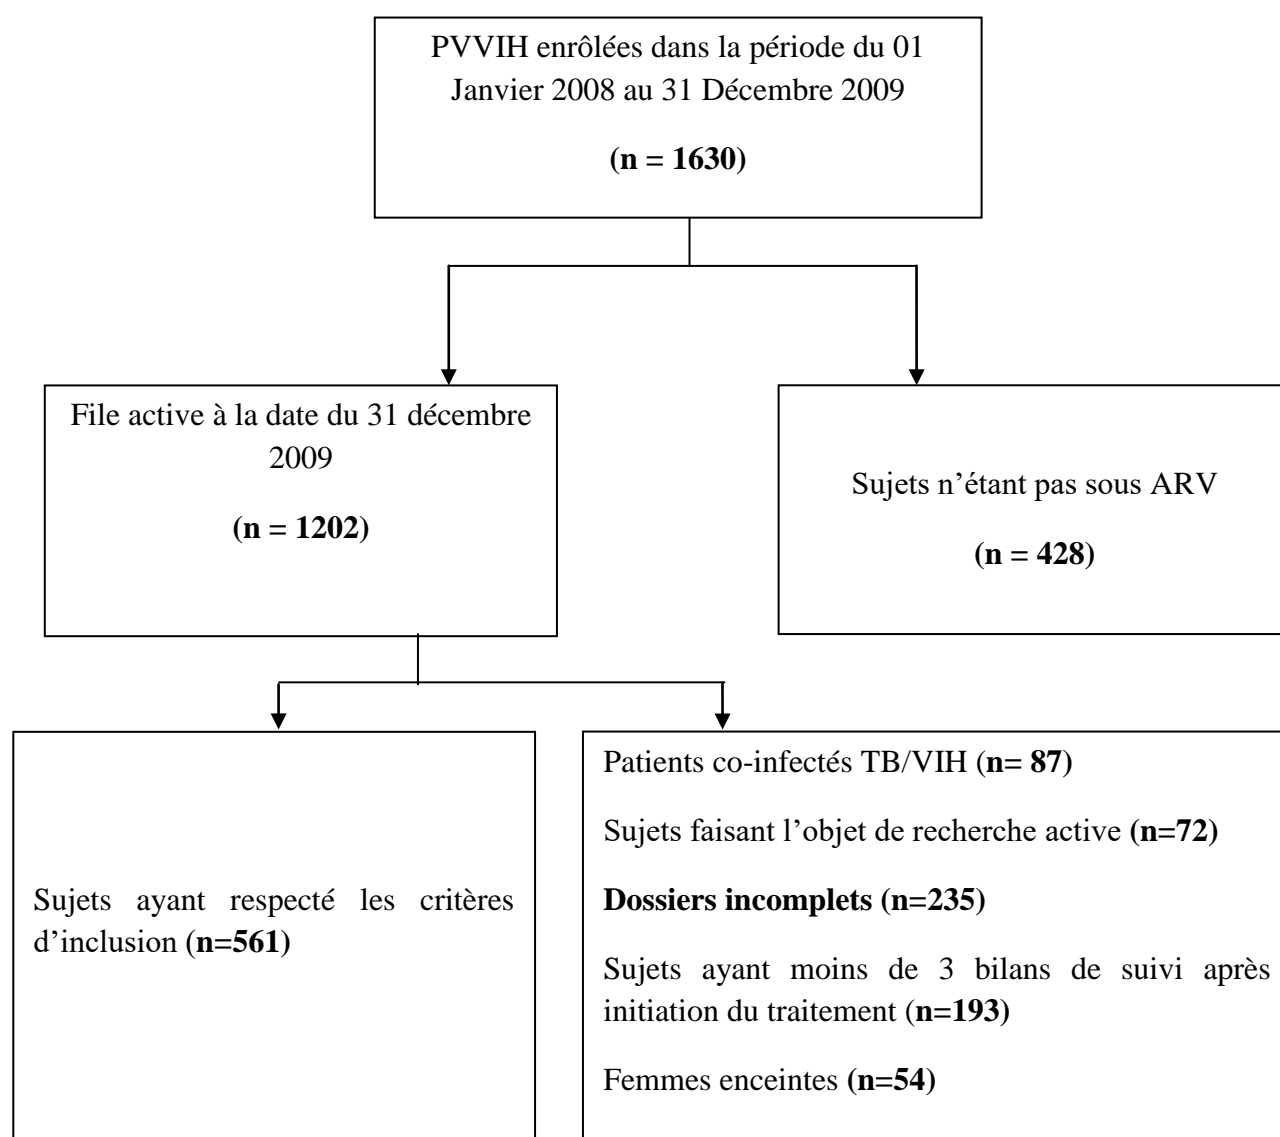 PVVIH enrôlées dans la période du 01
Janvier 2008 au 31 Décembre 2009
(n = 1630)
File active à la date du 31 décembre
2009
(n = 1202)
Sujets n’étant pas sous ARV
(n = 428)
Sujets ayant respecté les critères
d’inclusion (n=561)
Patients co-infectés TB/VIH (n= 87)
Sujets faisant l’objet de recherche active (n=72)
Dossiers incomplets (n=235)
Sujets ayant moins de 3 bilans de suivi après
initiation du traitement (n=193)
Femmes enceintes (n=54)